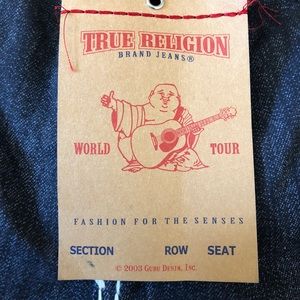 TRUE RELIGION
BRAND JEANS®
WORLD TOUR
FASHION FOR THE SENSES
SECTION ROW SEAT
© 2003 GURU DENIM, INC.